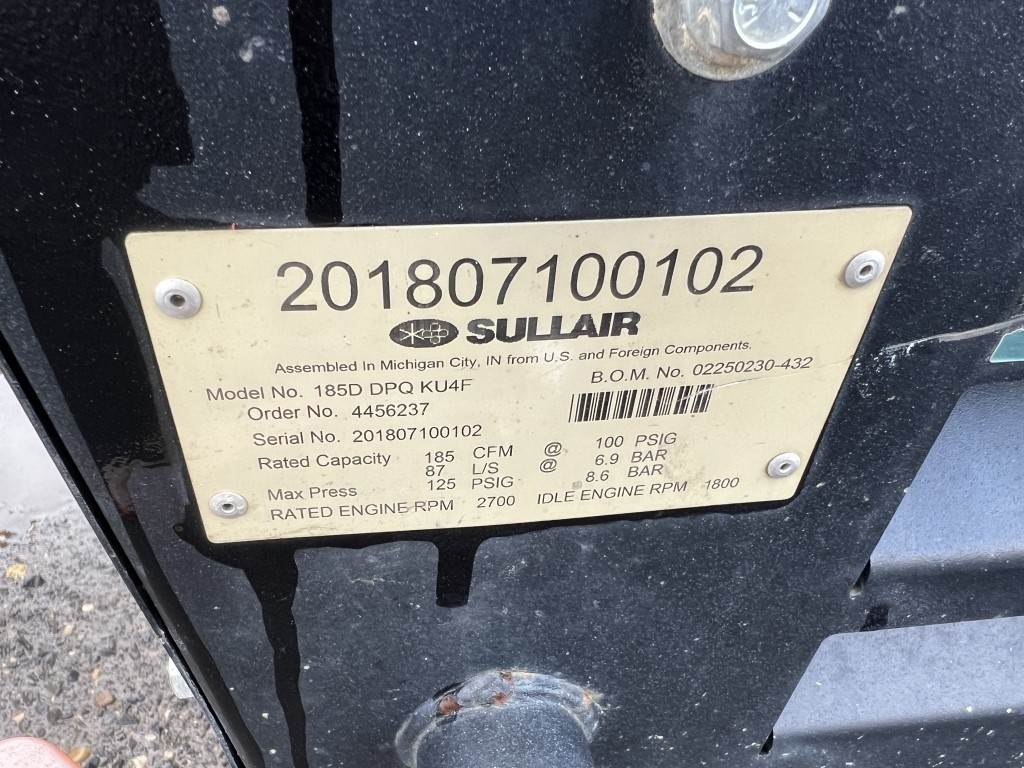 201807100102
SULLAIR
Assembled In Michigan City, IN from U.S. and Foreign Components.
Model No. 185D DPQ KU4F B.O.M. No. 02250230-432
Order No. 4456237
Serial No. 201807100102
Rated Capacity 185 CFM @ 100 PSIG
87 L/S @ 6.9 BAR
Max Press 125 PSIG 8.6 BAR
RATED ENGINE RPM 2700 IDLE ENGINE RPM 1800